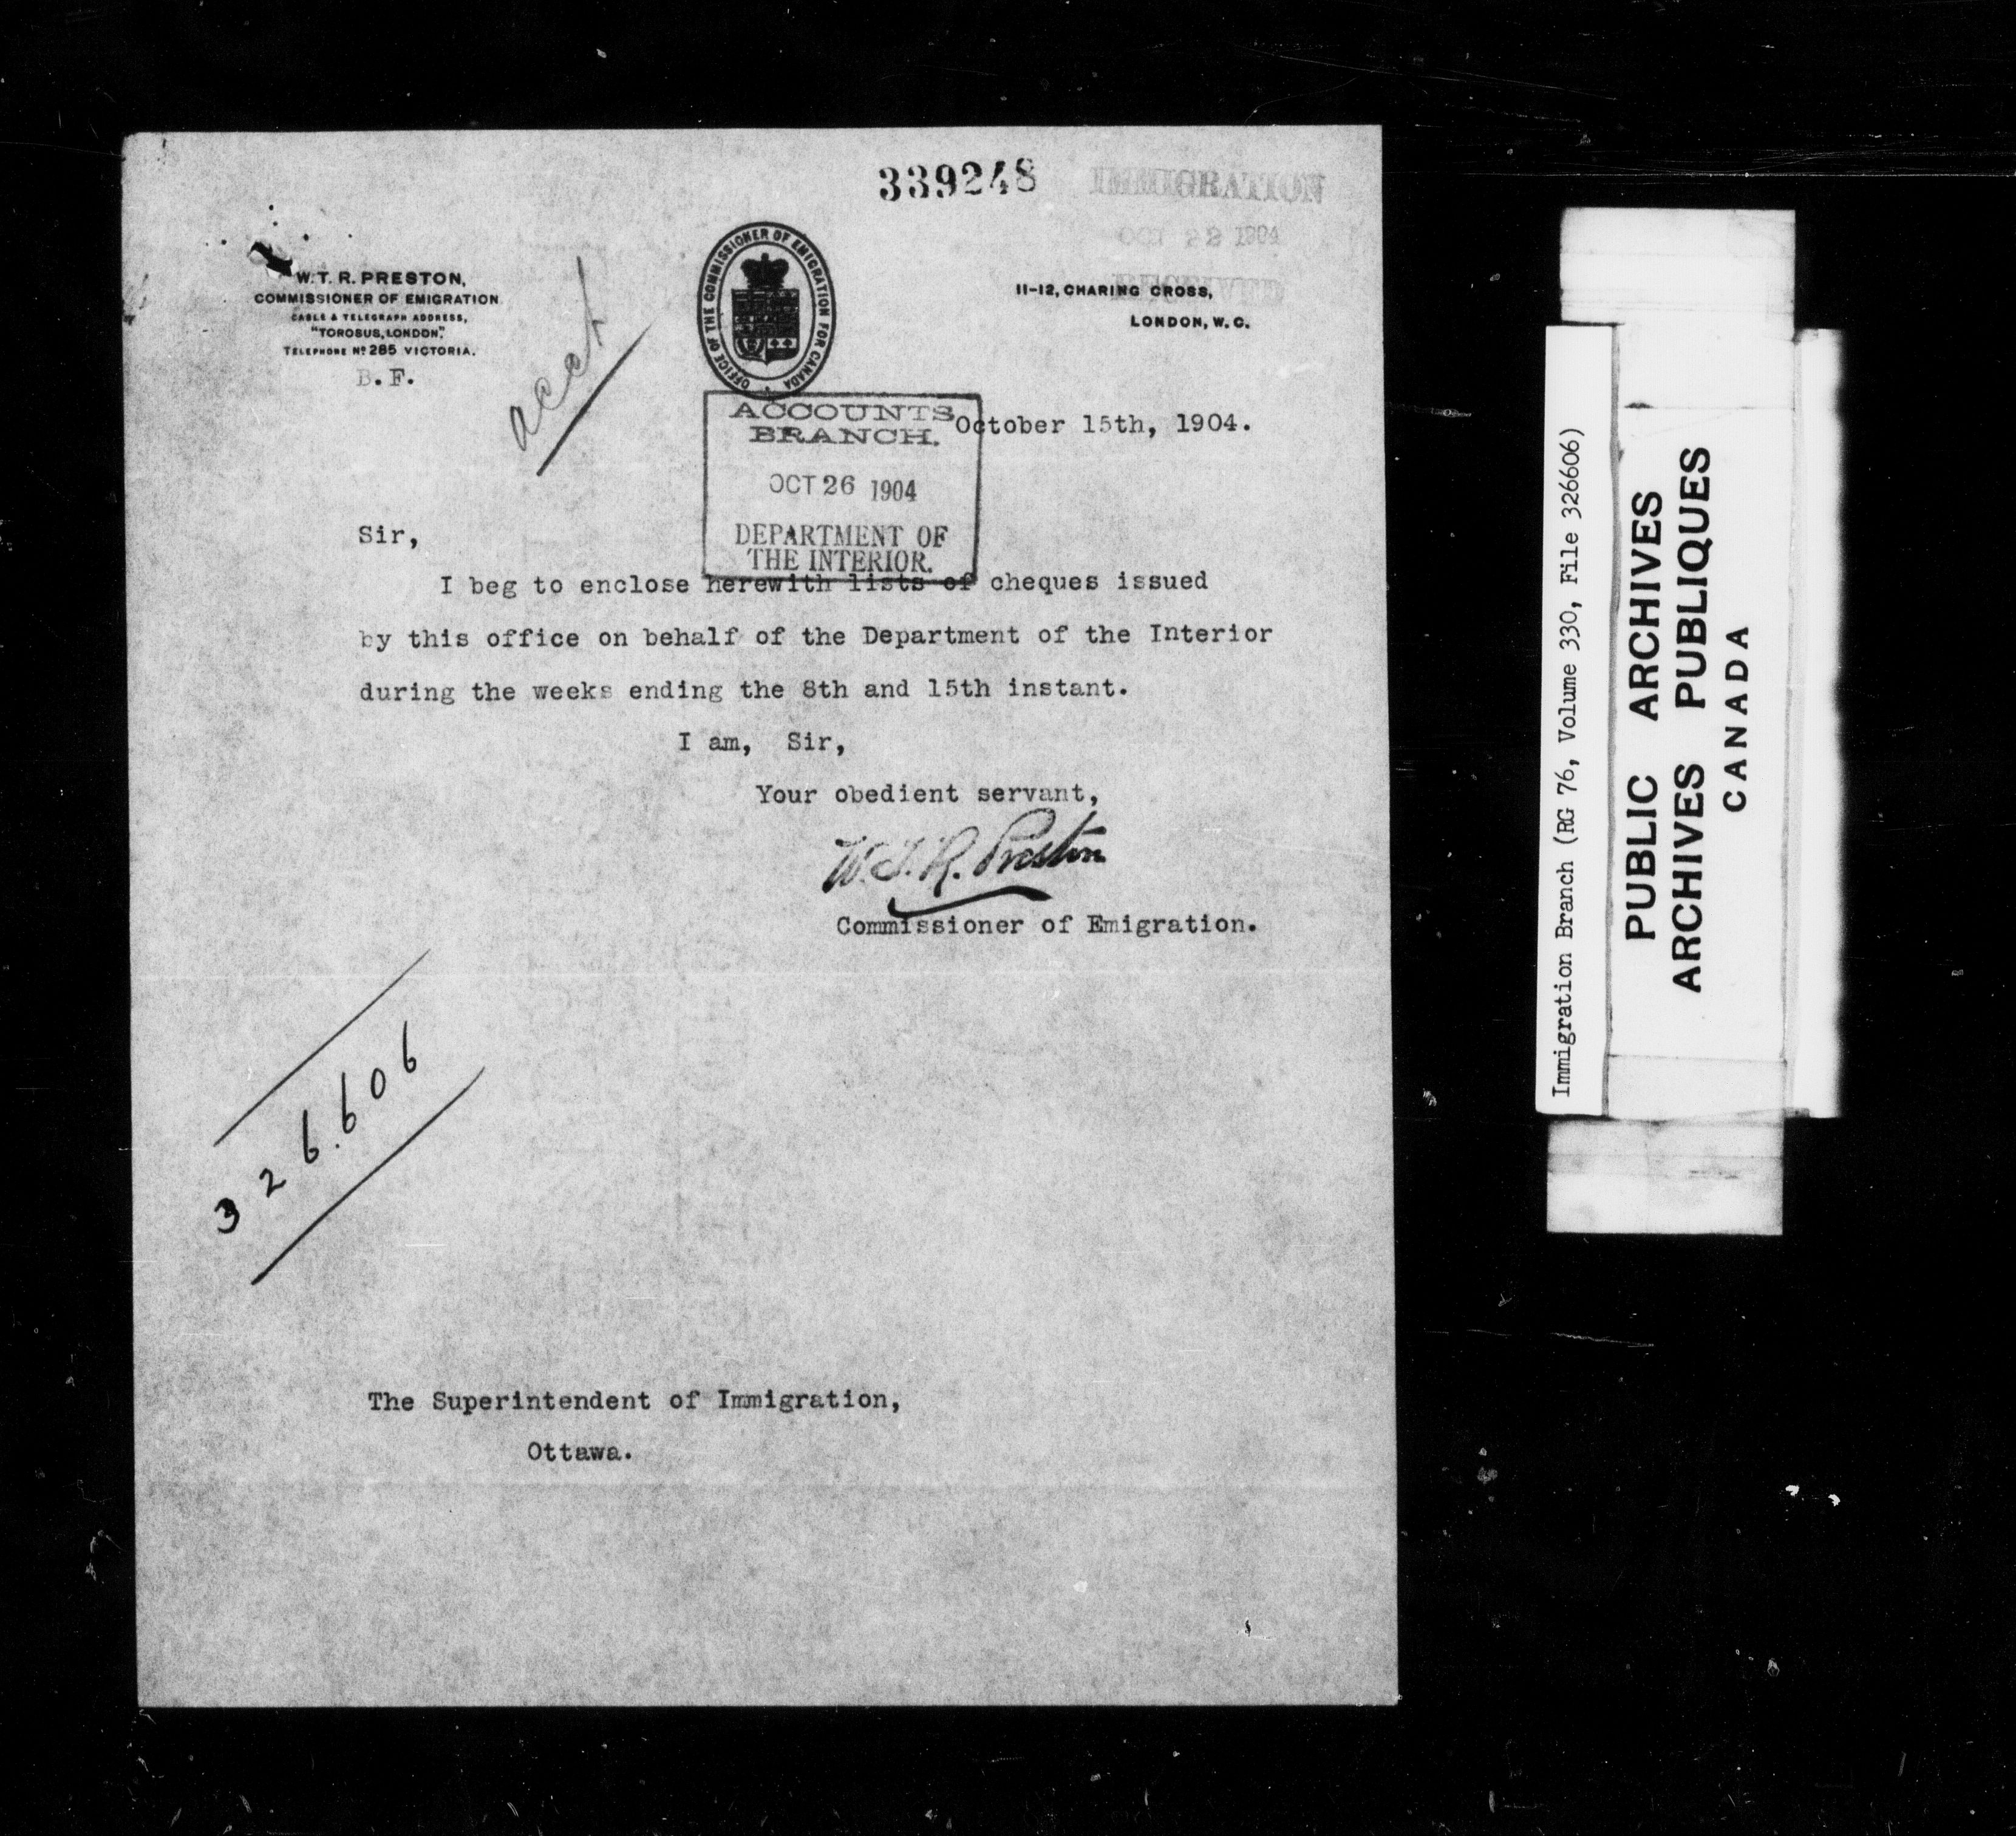 339248
IMMIGRATION
OCT 22 1904
RECEIVED
W. T. R. PRESTON,
COMMISSIONER OF EMIGRATION
CABLE & TELEGRAPH ADDRESS,
"TOROSUS, LONDON".
TELEPHONE Nº 285 VICTORIA.
B.F.
acct
OFFICE OF THE COMMISSIONER OF EMIGRATION FOR CANADA
11-12, CHARING CROSS,
LONDON, W. C.
ACCOUNTS
BRANCH.
OCT 26 1904
DEPARTMENT OF
THE INTERIOR.
October 15th, 1904.
Sir,
I beg to enclose herewith lists of cheques issued
by this office on behalf of the Department of the Interior
during the weeks ending the 8th and 15th instant.
I am, Sir,
Your obedient servant,
W. T. R. Preston
Commissioner of Emigration.
326.606
The Superintendent of Immigration,
Ottawa.
Immigration Branch (RG 76, Volume 330, File 326606)
PUBLIC ARCHIVES
ARCHIVES PUBLIQUES
CANADA